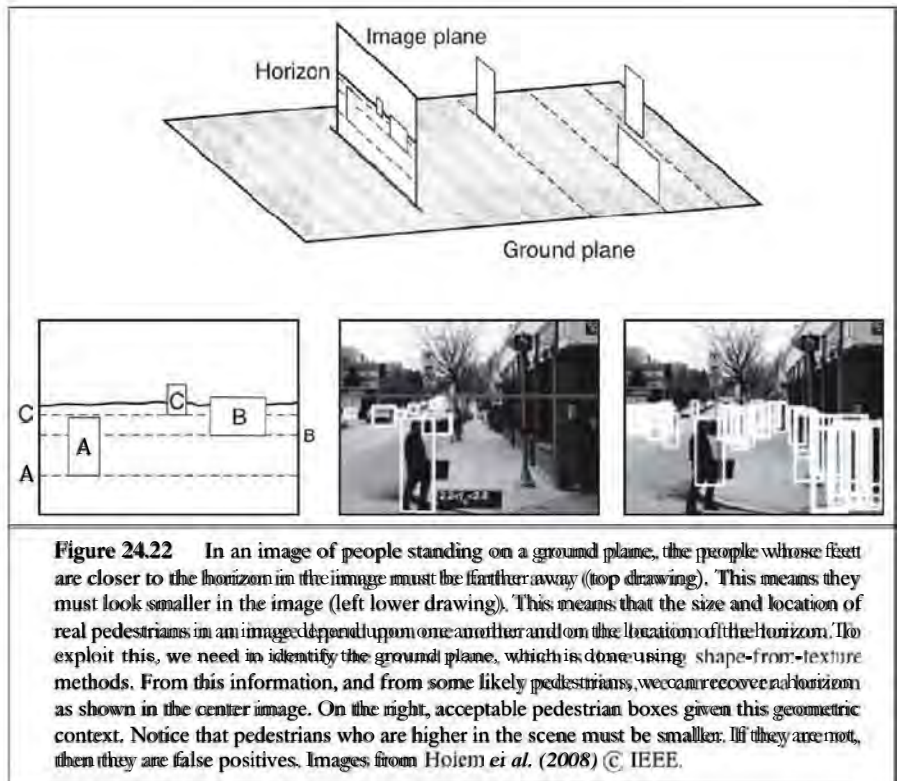 Image plane
Horizon
Ground plane
C
C
B
B
A
A
Figure 24.22 In an image of people standing on a ground plane, the people whose feet
are closer to the horizon in the image must be farther away (top drawing). This means they
must look smaller in the image (left lower drawing). This means that the size and location of
real pedestrians in an image depend upon one another and on the location of the horizon. To
exploit this, we need to identify the ground plane, which is done using shape-from-texture
methods. From this information, and from some likely pedestrians, we can recover a horizon
as shown in the center image. On the right, acceptable pedestrian boxes given this geometric
context. Notice that pedestrians who are higher in the scene must be smaller. If they are not,
then they are false positives. Images from Hoiem et al. (2008) © IEEE.